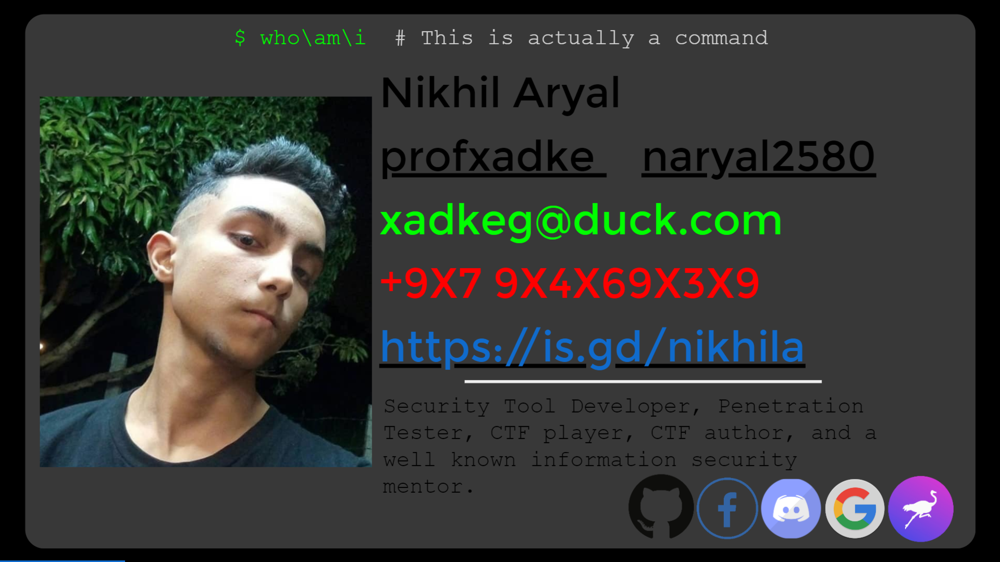 $ who\am\i # This is actually a command
Nikhil Aryal
profxadke naryal2580
xadkeg@duck.com
+9X7 9X4X69X3X9
https://is.gd/nikhila
Security Tool Developer, Penetration
Tester, CTF player, CTF author, and a
well known information security
mentor.